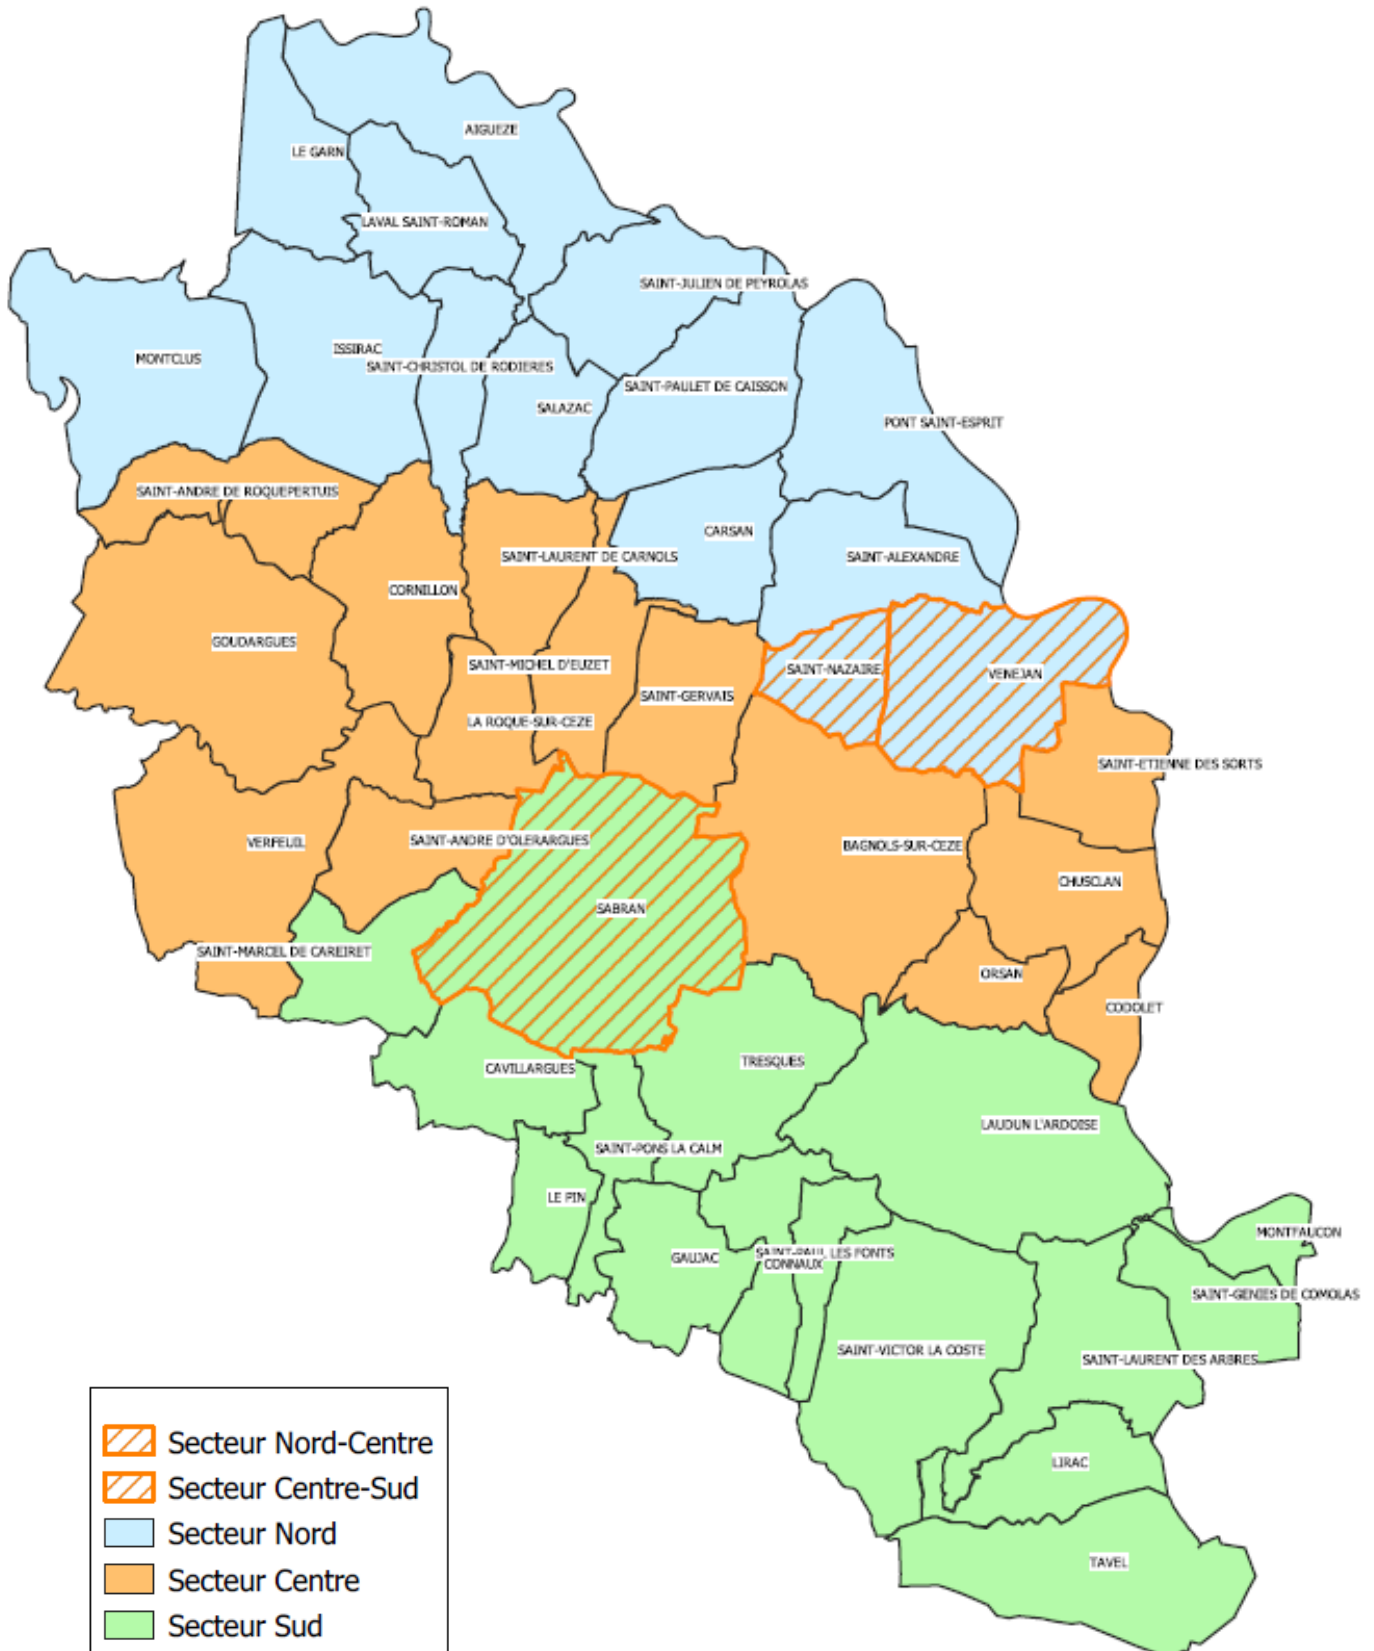 AIGUEZE
LE GARN
LAVAL SAINT-ROMAN
SAINT-JULIEN DE PEYROLAS
ISSIRAC
MONTCLUS
SAINT-CHRISTOL DE RODIERES
SAINT-PAULET DE CAISSON
SALAZAC
PONT SAINT-ESPRIT
SAINT-ANDRE DE ROQUEPERTUIS
CARSAN
SAINT-LAURENT DE CARNOLS
SAINT-ALEXANDRE
CORNILLON
GOUDARGUES
SAINT-MICHEL D'EUZET
SAINT-NAZAIRE
VENEJAN
SAINT-GERVAIS
LA ROQUE-SUR-CEZE
SAINT-ETIENNE DES SORTS
VERFEUIL
SAINT-ANDRE D'OLERARGUES
BAGNOLS-SUR-CEZE
CHUSCLAN
SABRAN
SAINT-MARCEL DE CAREIRET
ORSAN
CODOLET
CAVILLARGUES
TRESQUES
LAUDUN L'ARDOISE
SAINT-PONS LA CALM
LE PIN
MONTFAUCON
GAUJAC
SAINT-PAUL LES FONTS
CONNAUX
SAINT-GENIES DE COMOLAS
SAINT-VICTOR LA COSTE
SAINT-LAURENT DES ARBRES
LIRAC
TAVEL
Secteur Nord-Centre
Secteur Centre-Sud
Secteur Nord
Secteur Centre
Secteur Sud